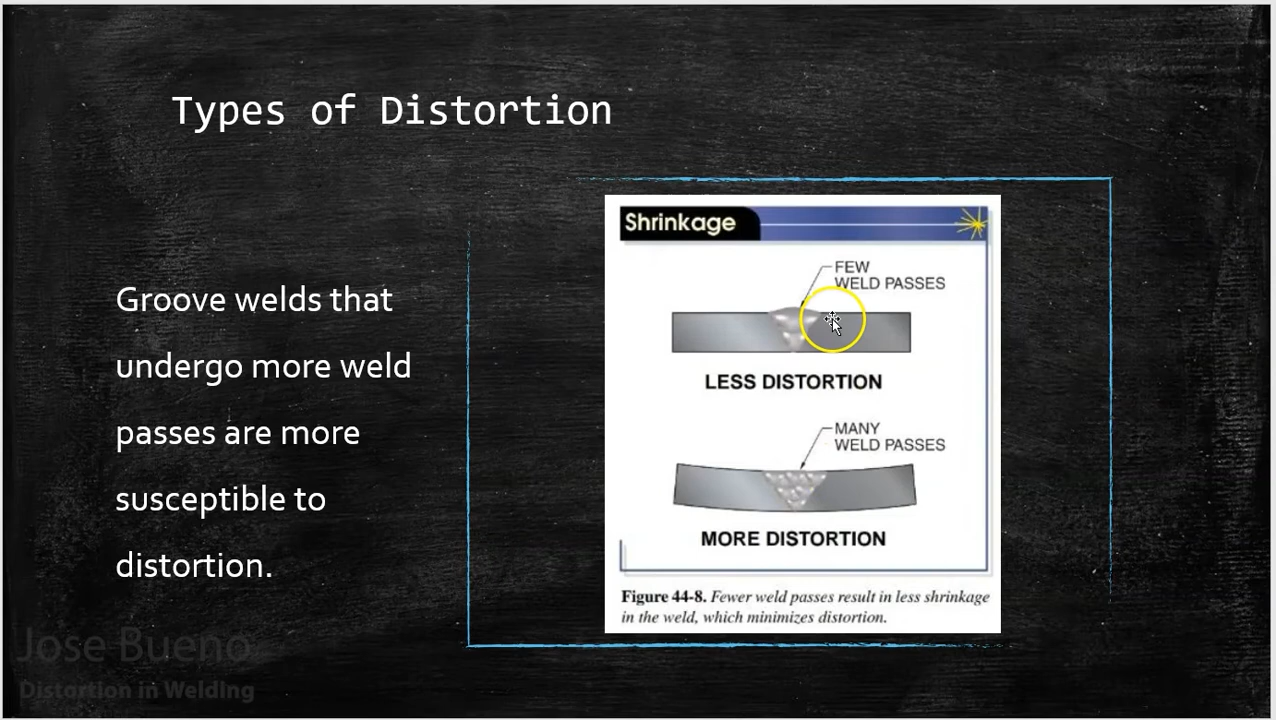 Types of Distortion
Groove welds that
undergo more weld
passes are more
susceptible to
distortion.
Shrinkage
FEW
WELD PASSES
LESS DISTORTION
MANY
WELD PASSES
MORE DISTORTION
Figure 44-8. Fewer weld passes result in less shrinkage
in the weld, which minimizes distortion.
Jose Bueno
Distortion in Welding